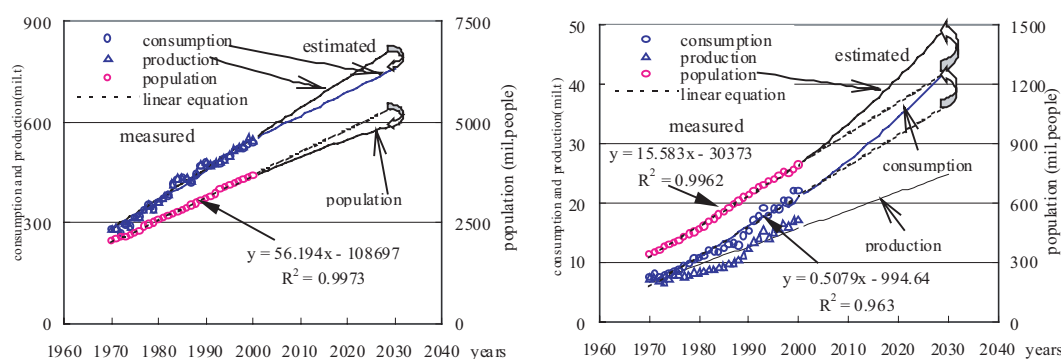 900
600
300
0
consumption and production(mil.t)
consumption
production
population
linear equation
estimated
measured
population
y = 56.194x - 108697
R² = 0.9973
7500
5000
2500
0
population (mil.people)
1960 1970 1980 1990 2000 2010 2020 2030 2040 years
50
40
30
20
10
0
consumption and production(mil.t)
consumption
production
population
linear equation
estimated
measured
y = 15.583x - 30373
R² = 0.9962
consumption
production
y = 0.5079x - 994.64
R² = 0.963
1500
1200
900
600
300
0
population (mil.people)
1960 1970 1980 1990 2000 2010 2020 2030 2040 years